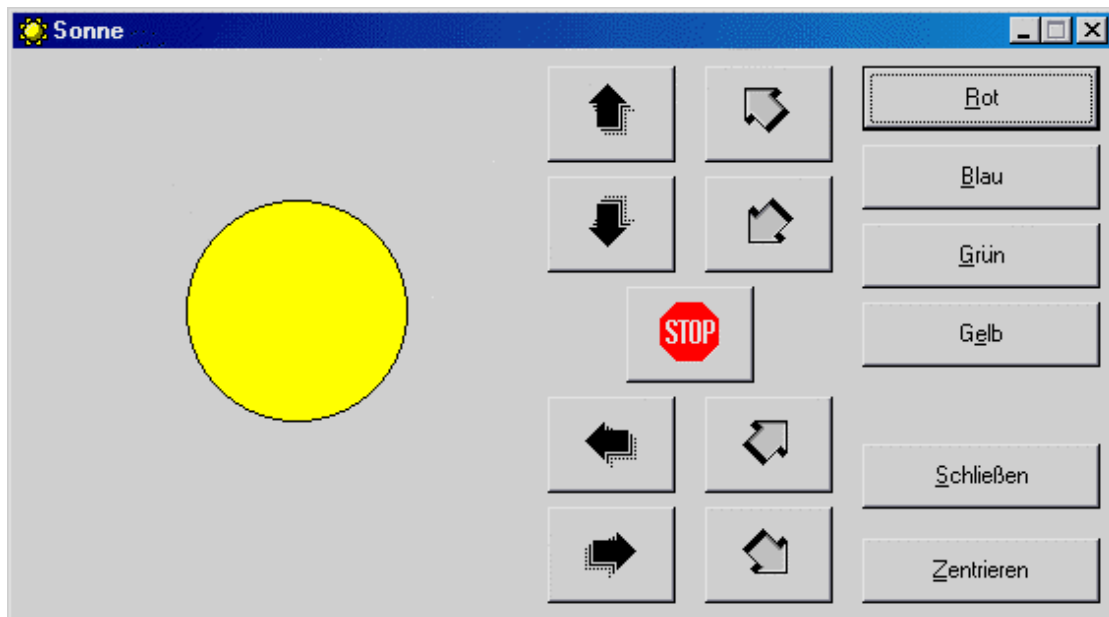 Sonne
Rot
Blau
Grün
STOP
Gelb
Schließen
Zentrieren